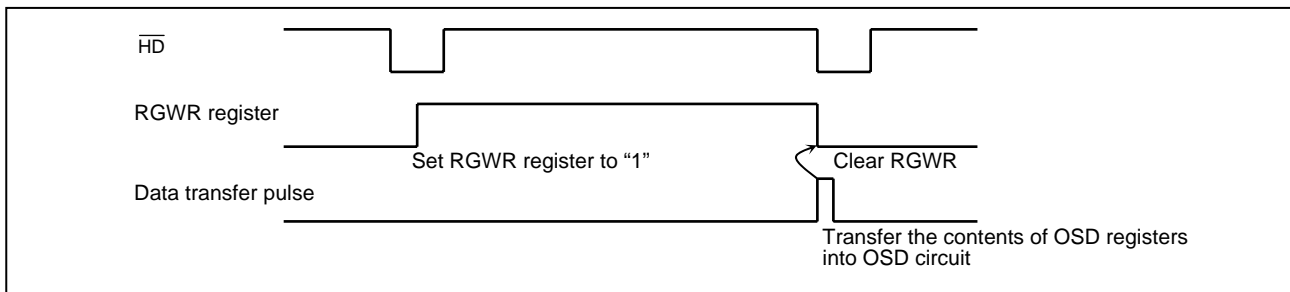 HD
RGWR register
Set RGWR register to “1”
Clear RGWR
Data transfer pulse
Transfer the contents of OSD registers
into OSD circuit